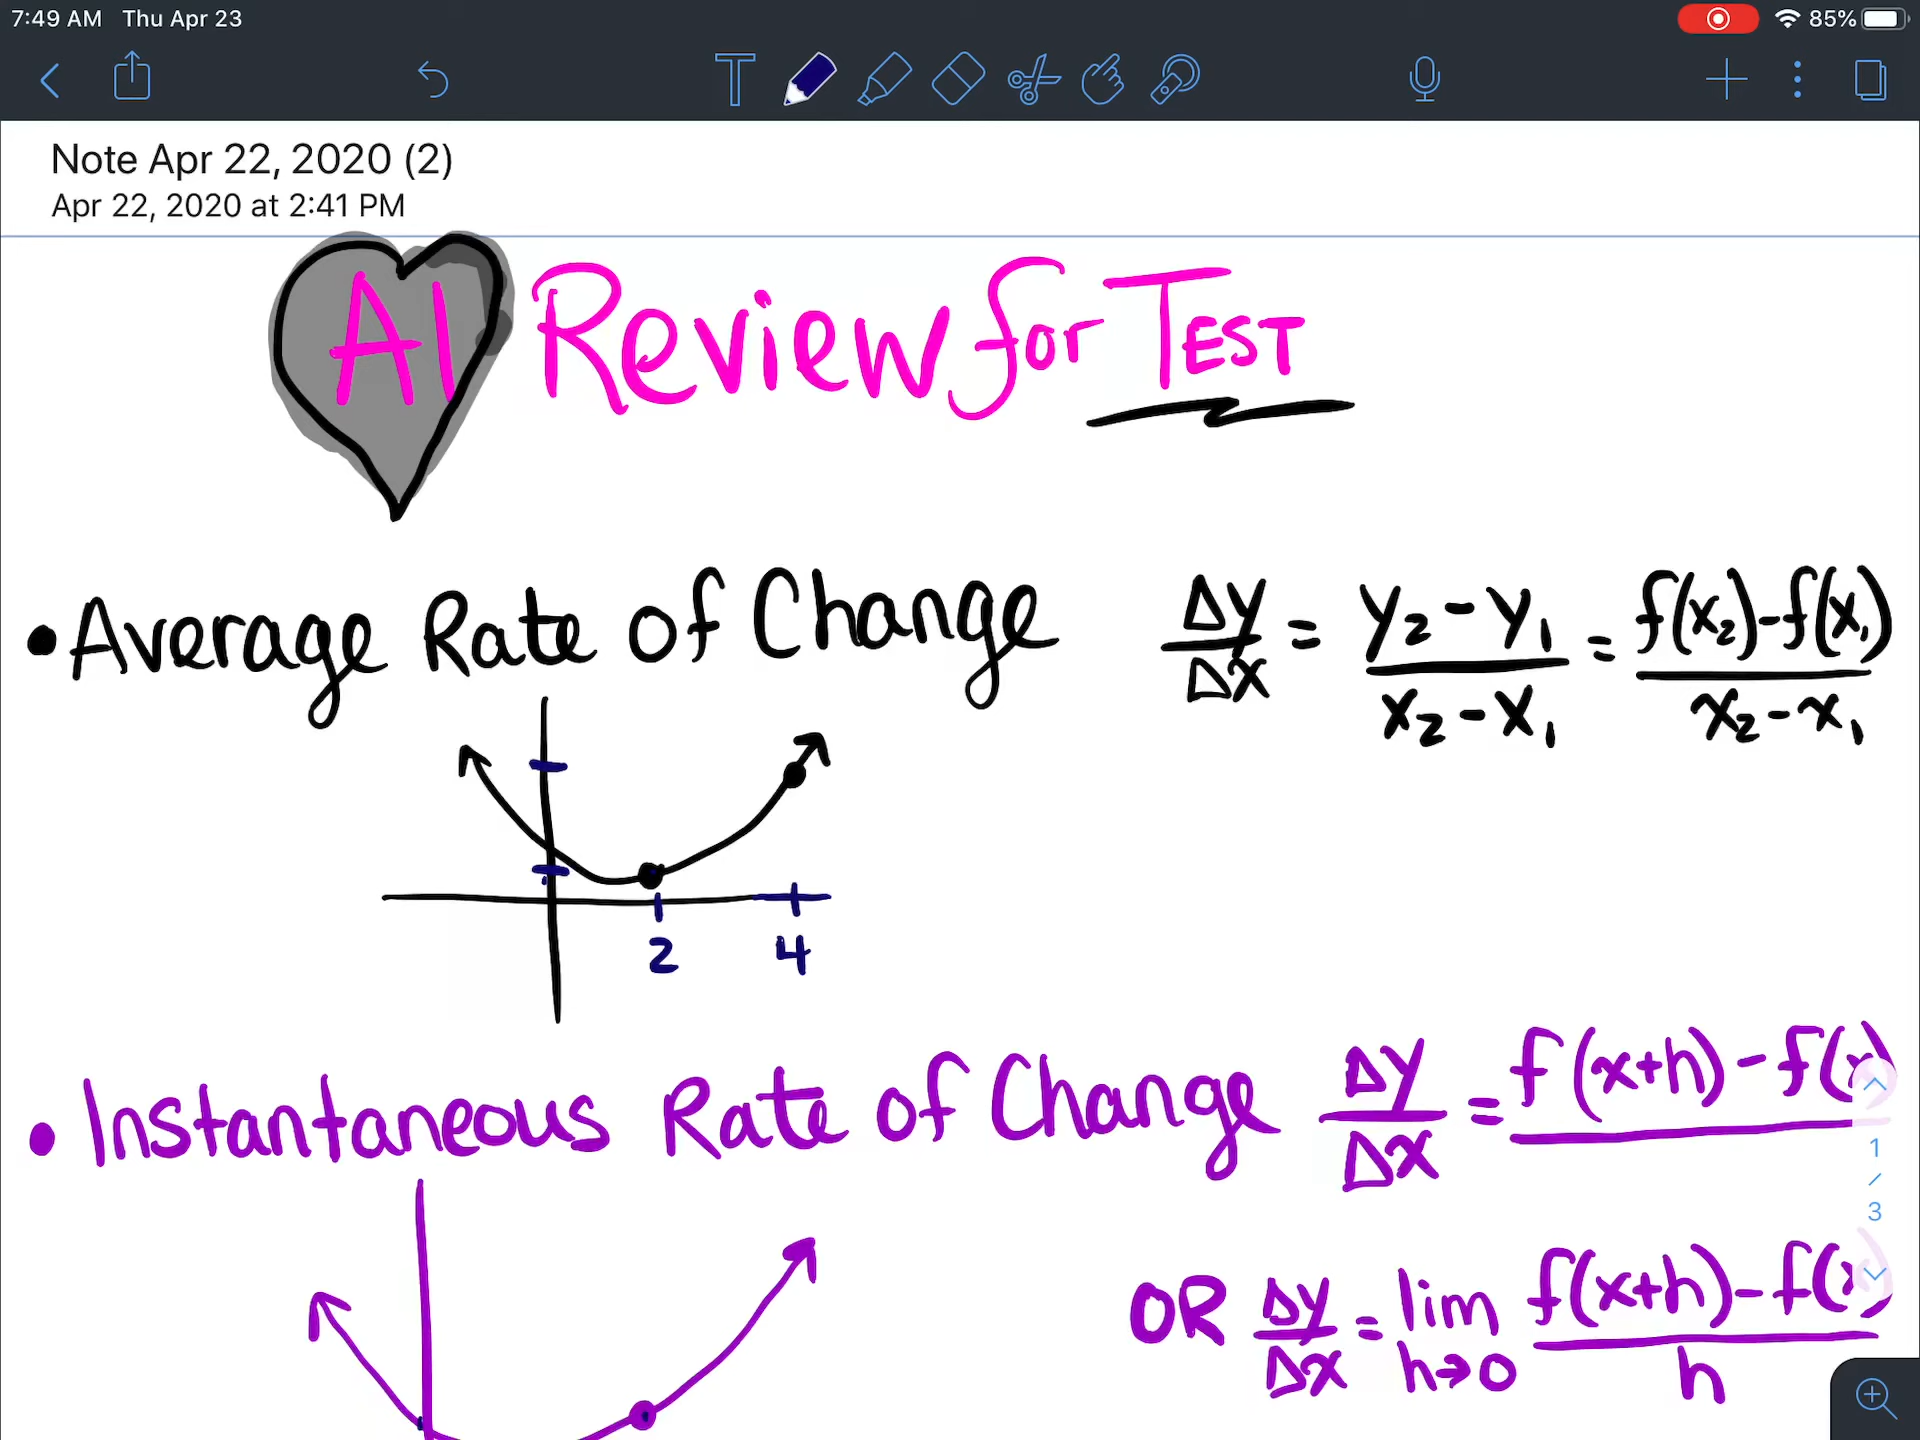 7:49 AM Thu Apr 23 85%
T
Note Apr 22, 2020 (2)
Apr 22, 2020 at 2:41 PM
A1 Review for TEST
• Average Rate of Change Δy/Δx = y₂-y₁/x₂-x₁ = f(x₂)-f(x₁)/x₂-x₁
2 4
• Instantaneous Rate of Change Δy/Δx = f(x+h)-f(x)
1
/
3
OR Δy/Δx = lim h→0 f(x+h)-f(x)/h